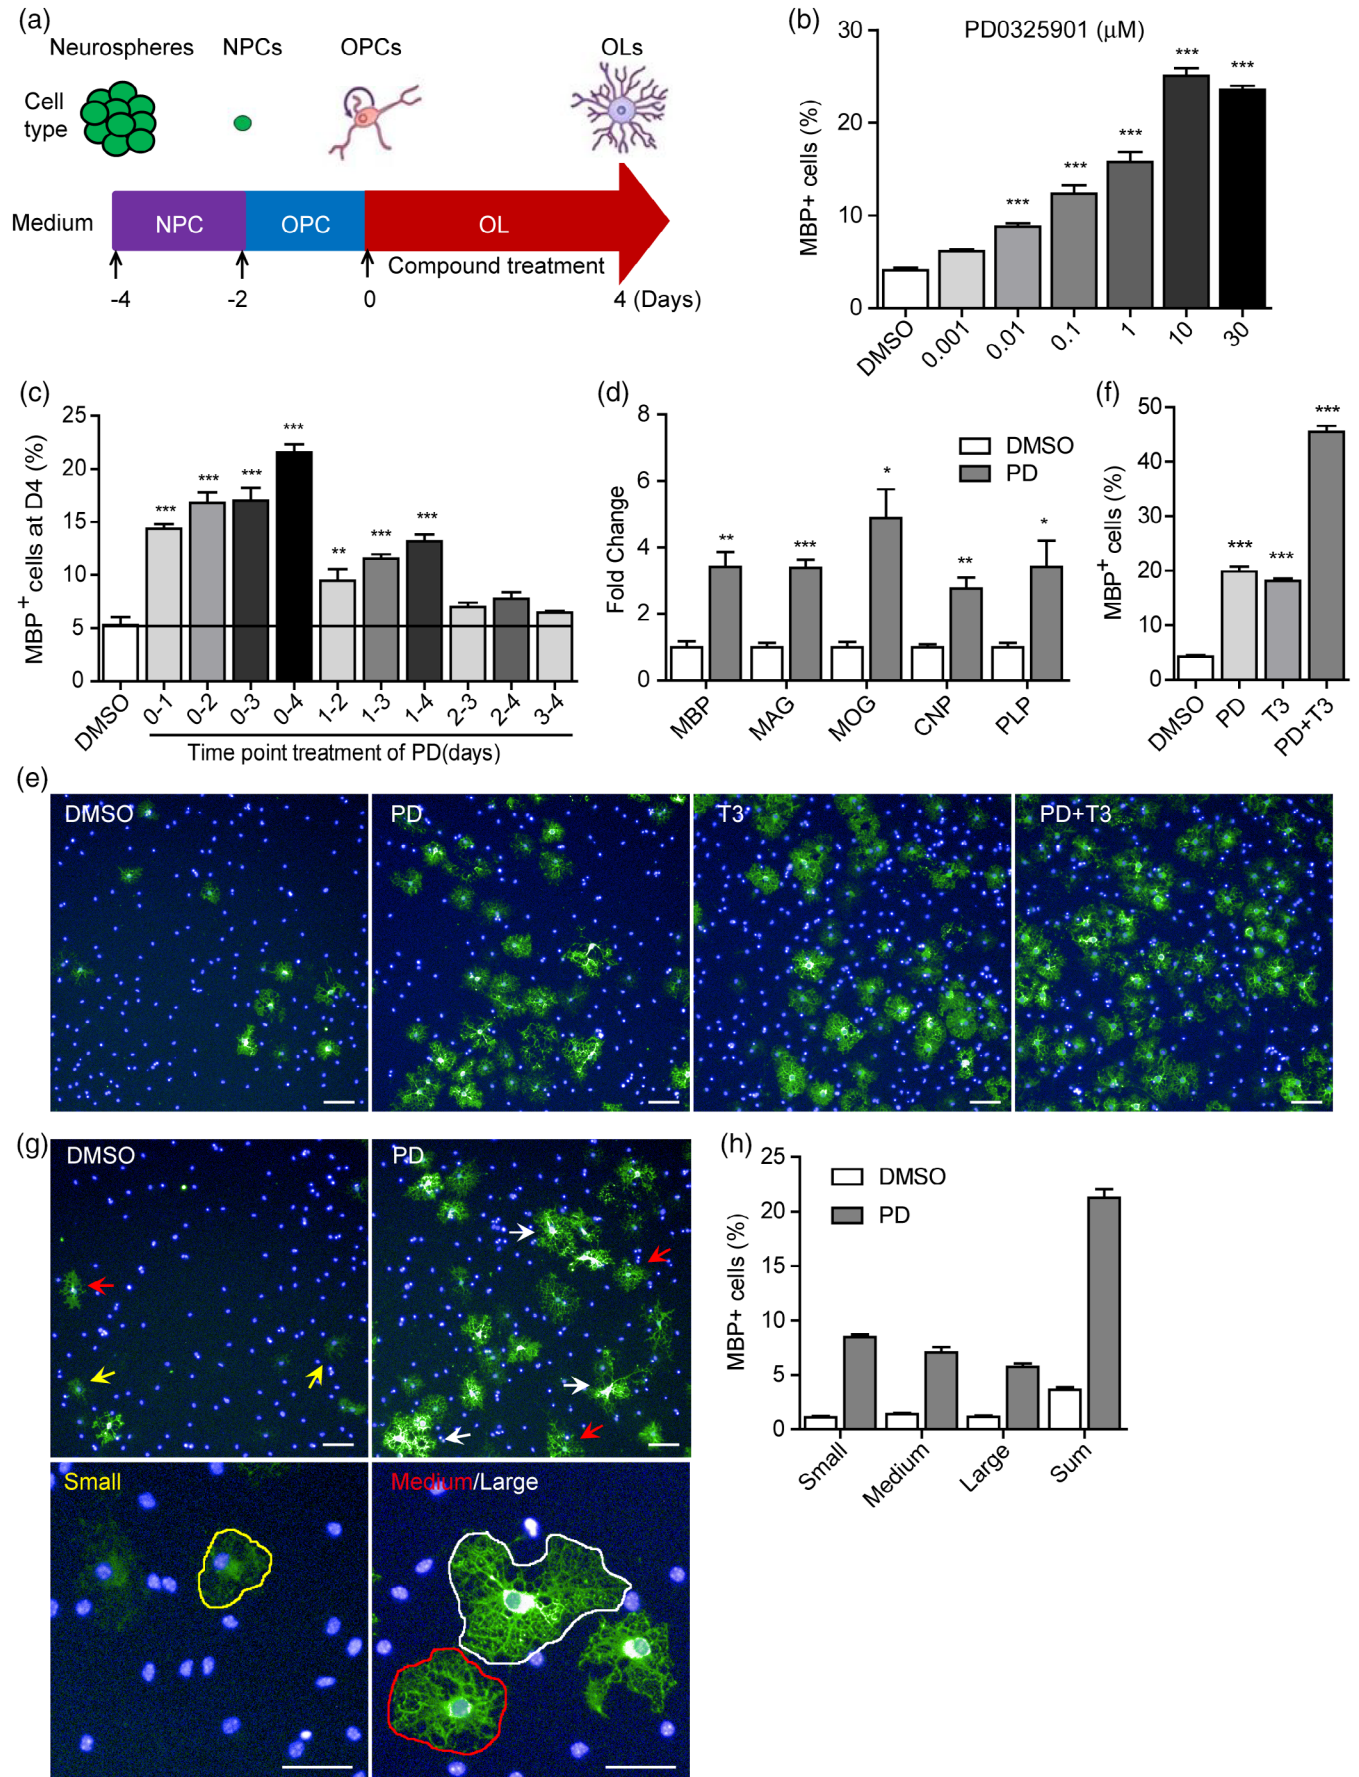 (a)
Neurospheres NPCs OPCs OLs
Cell
type
Medium NPC OPC OL
Compound treatment
-4 -2 0 4 (Days)
(b)
PD0325901 (μM)
MBP+ cells (%)
30
20
10
0
*** *** *** *** ***
DMSO 0.001 0.01 0.1 1 10 30
(c)
MBP+ cells at D4 (%)
25
20
15
10
5
0
*** *** *** *** ** *** ***
DMSO 0-1 0-2 0-3 0-4 1-2 1-3 1-4 2-3 2-4 3-4
Time point treatment of PD(days)
(d)
Fold Change
8
6
4
2
0
DMSO
PD
** *** * ** *
MBP MAG MOG CNP PLP
(f)
MBP+ cells (%)
50
40
30
20
10
0
*** *** ***
DMSO PD T3 PD+T3
(e)
DMSO PD T3 PD+T3
(g)
DMSO PD
Small Medium/Large
(h)
MBP+ cells (%)
25
20
15
10
5
0
DMSO
PD
Small Medium Large Sum